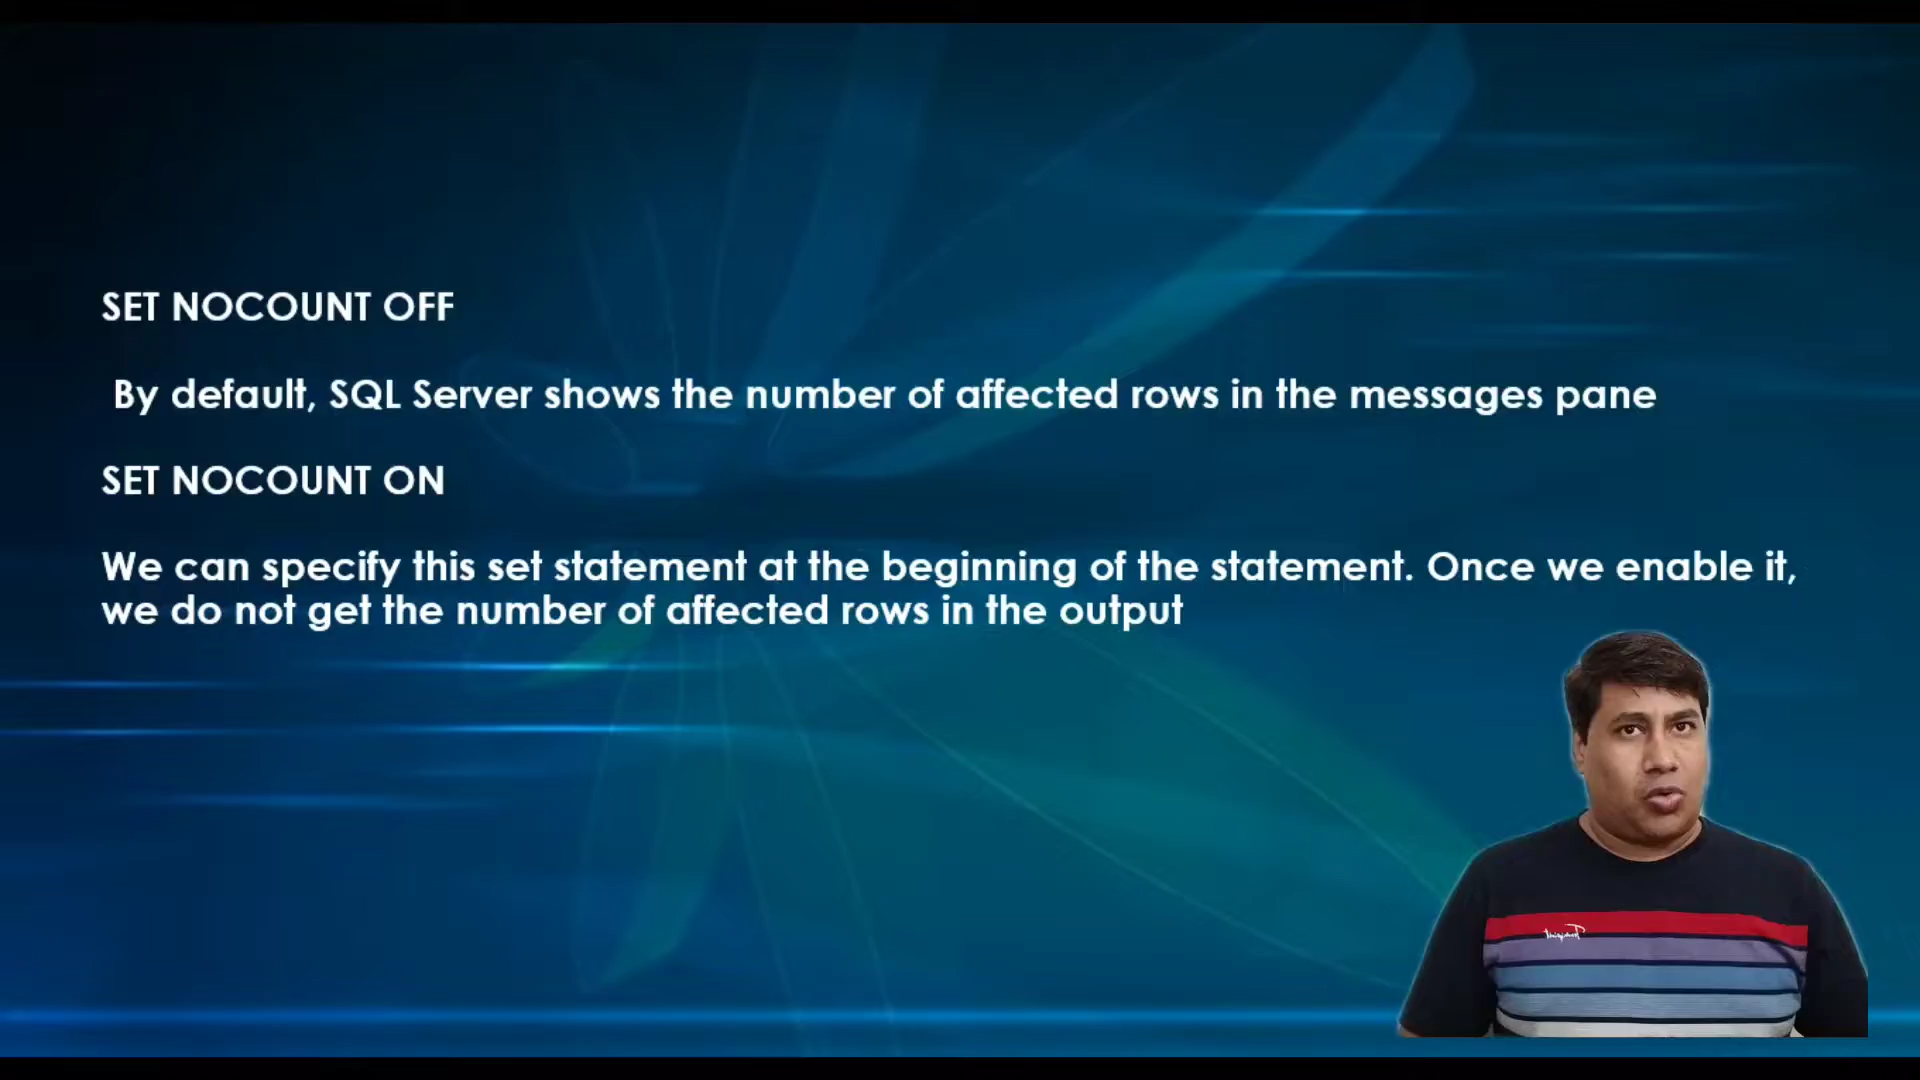 SET NOCOUNT OFF
By default, SQL Server shows the number of affected rows in the messages pane
SET NOCOUNT ON
We can specify this set statement at the beginning of the statement. Once we enable it,
we do not get the number of affected rows in the output